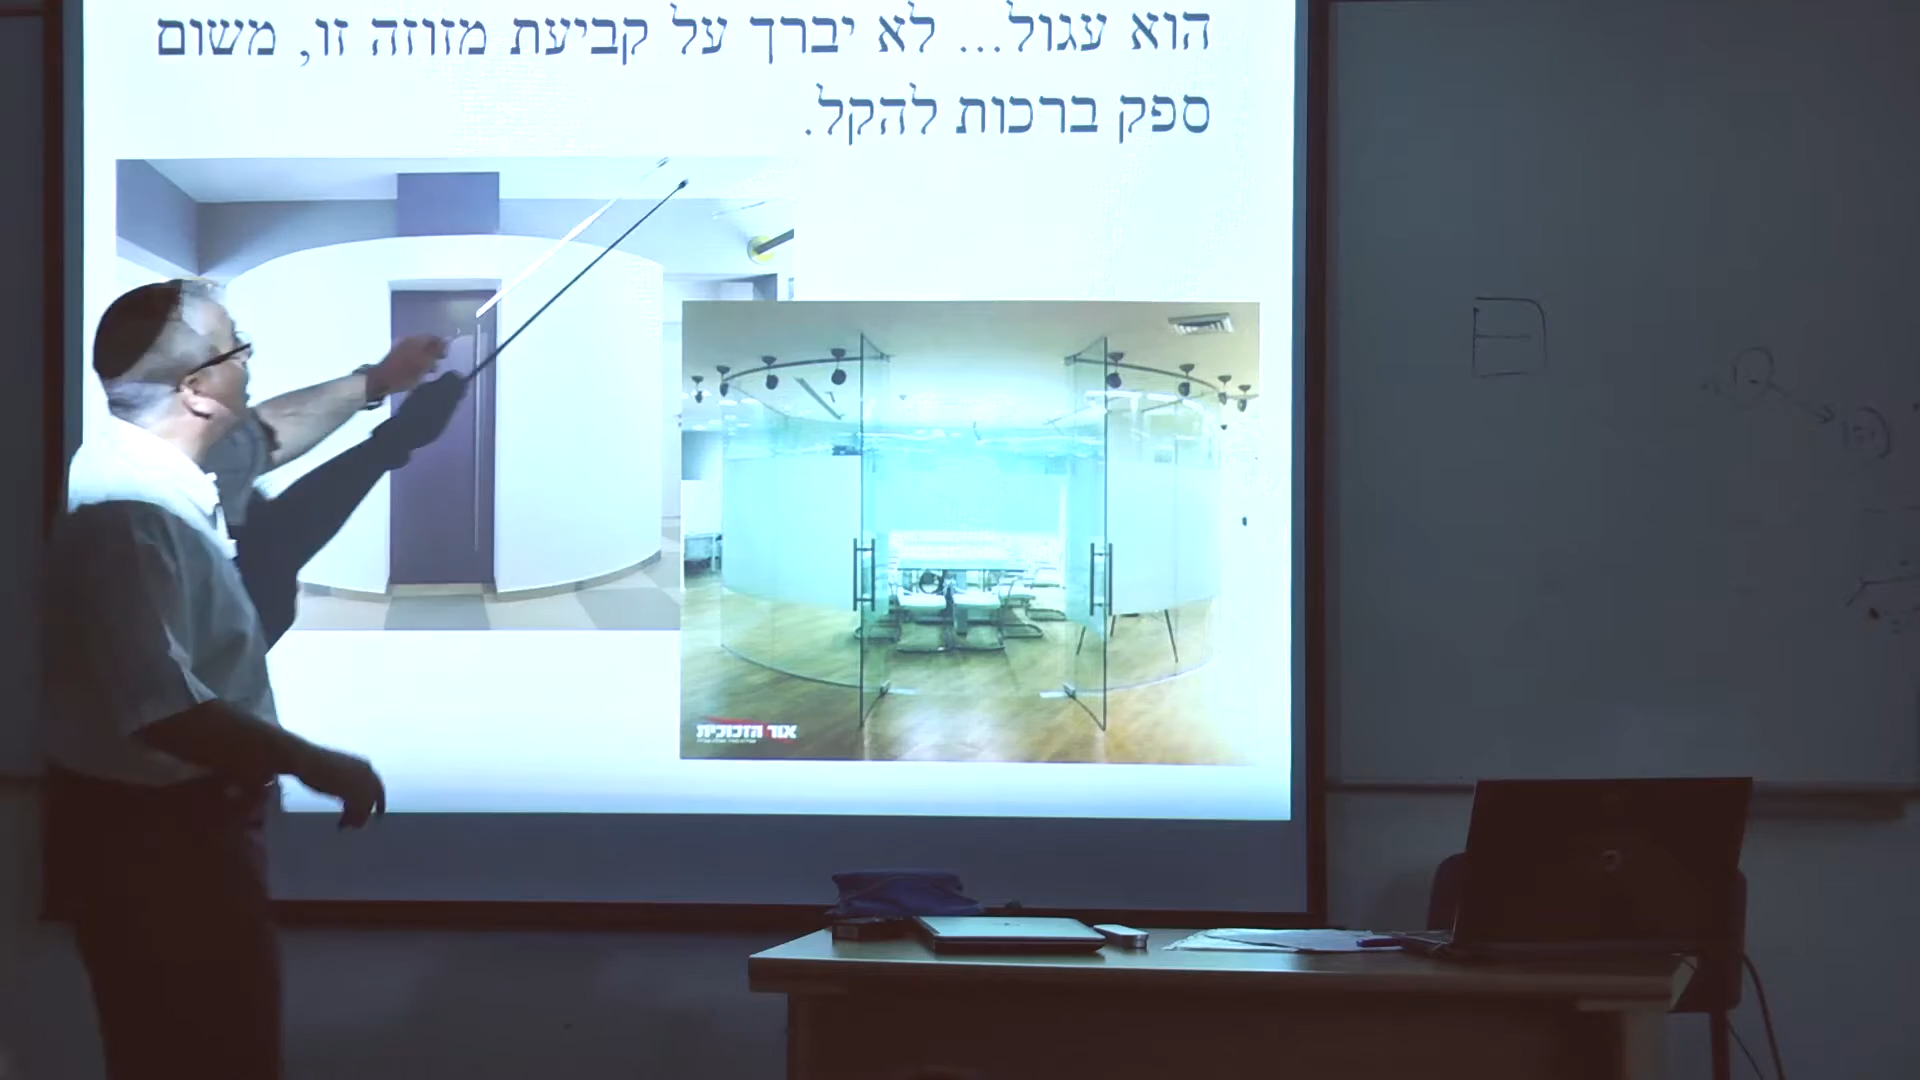 הוא עגול... לא יברך על קביעת מזוזה זו, משום
ספק ברכות להקל.
אור הזכוכית